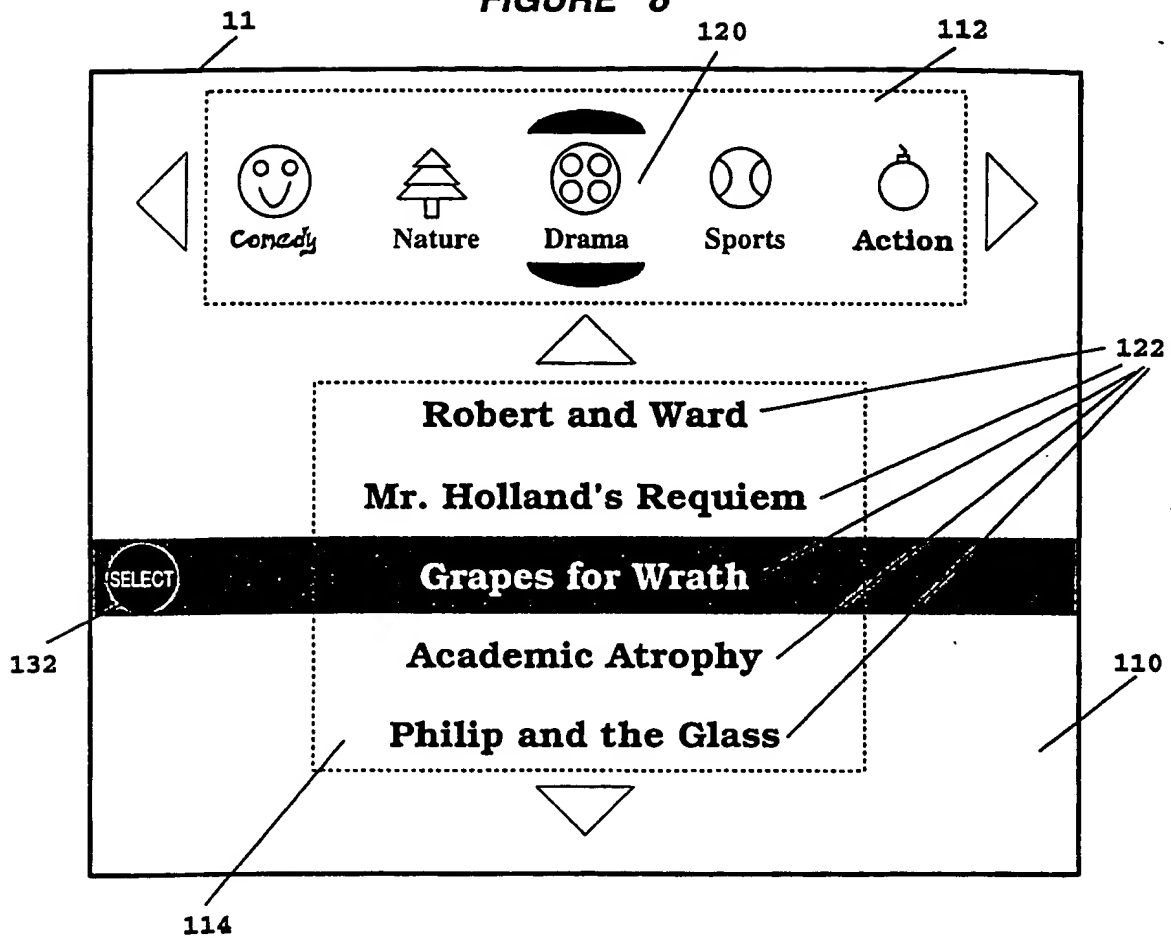 FIGURE 8
11
120
112
Comedy
Nature
Drama
Sports
Action
122
Robert and Ward
Mr. Holland's Requiem
SELECT
Grapes for Wrath
132
Academic Atrophy
110
Philip and the Glass
114